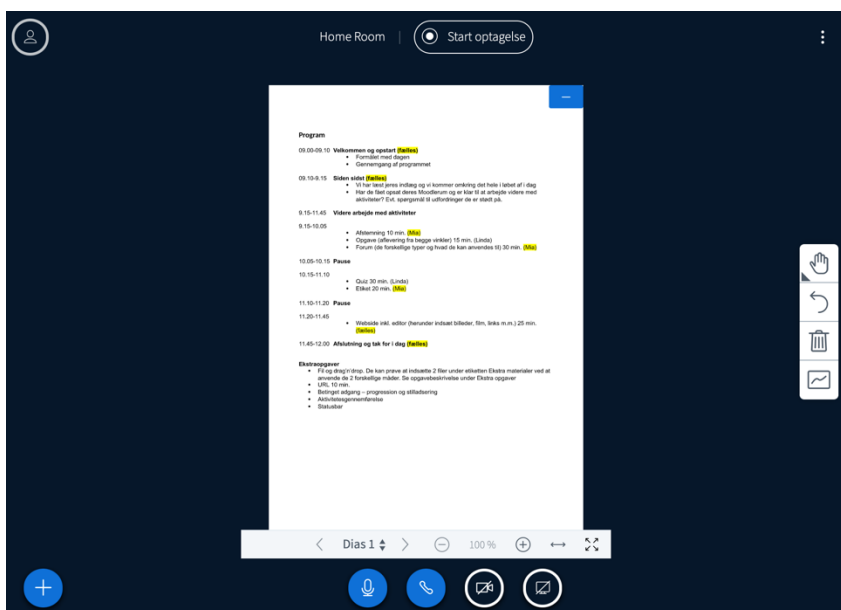 Home Room
Start optagelse
Program
09.00-09.10 Velkommen og opstart (fælles)
• Formålet med dagen
• Gennemgang af programmet
09.10-9.15 Siden sidst (fælles)
• Vi har læst jeres indlæg og vi kommer omkring det hele i løbet af i dag
• Har de fået opsat deres Moodlerum og er klar til at arbejde videre med
aktiviteter? Evt. spørgsmål til udfordringer de er stødt på.
9.15-11.45 Videre arbejde med aktiviteter
9.15-10.05
• Afstemning 10 min. (Mia)
• Opgave (aflevering fra begge vinkler) 15 min. (Linda)
• Forum (de forskellige typer og hvad de kan anvendes til) 30 min. (Mia)
10.05-10.15 Pause
10.15-11.10
• Quiz 30 min. (Linda)
• Etiket 20 min. (Mia)
11.10-11.20 Pause
11.20-11.45
• Webside inkl. editor (herunder indsæt billeder, film, links m.m.) 25 min.
(fælles)
11.45-12.00 Afslutning og tak for i dag (fælles)
Ekstraopgaver
• Fil og drag'n'drop. De kan prøve at indsætte 2 filer under etiketten Ekstra materialer ved at
anvende de 2 forskellige måder. Se opgavebeskrivelse under Ekstra opgaver
• URL 10 min.
• Betinget adgang – progression og stilladsering
• Aktivitetesgennemførelse
• Statusbar
Dias 1
100 %